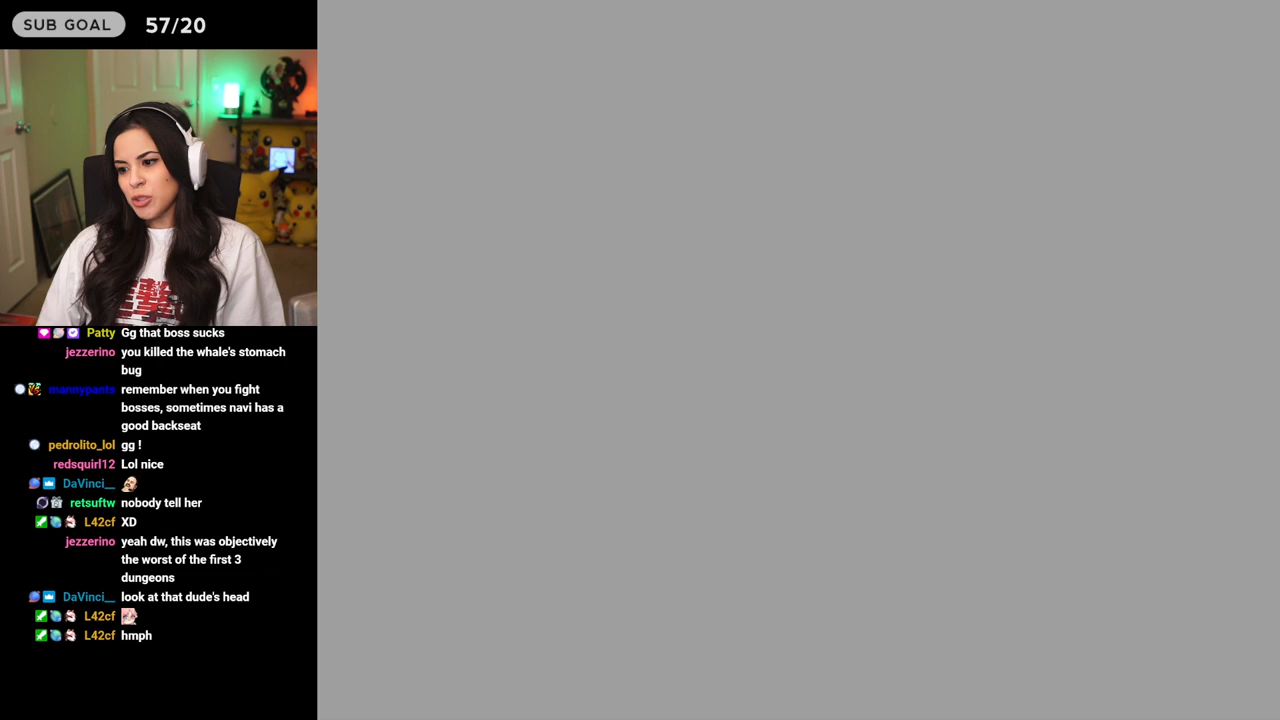 SUB GOAL 57/20
Patty Gg that boss sucks
jezzerino you killed the whale's stomach
bug
mannypants remember when you fight
bosses, sometimes navi has a
good backseat
pedrolito_lol gg !
redsquirl12 Lol nice
DaVinci__
retsuftw nobody tell her
L42cf XD
jezzerino yeah dw, this was objectively
the worst of the first 3
dungeons
DaVinci__ look at that dude's head
L42cf
L42cf hmph